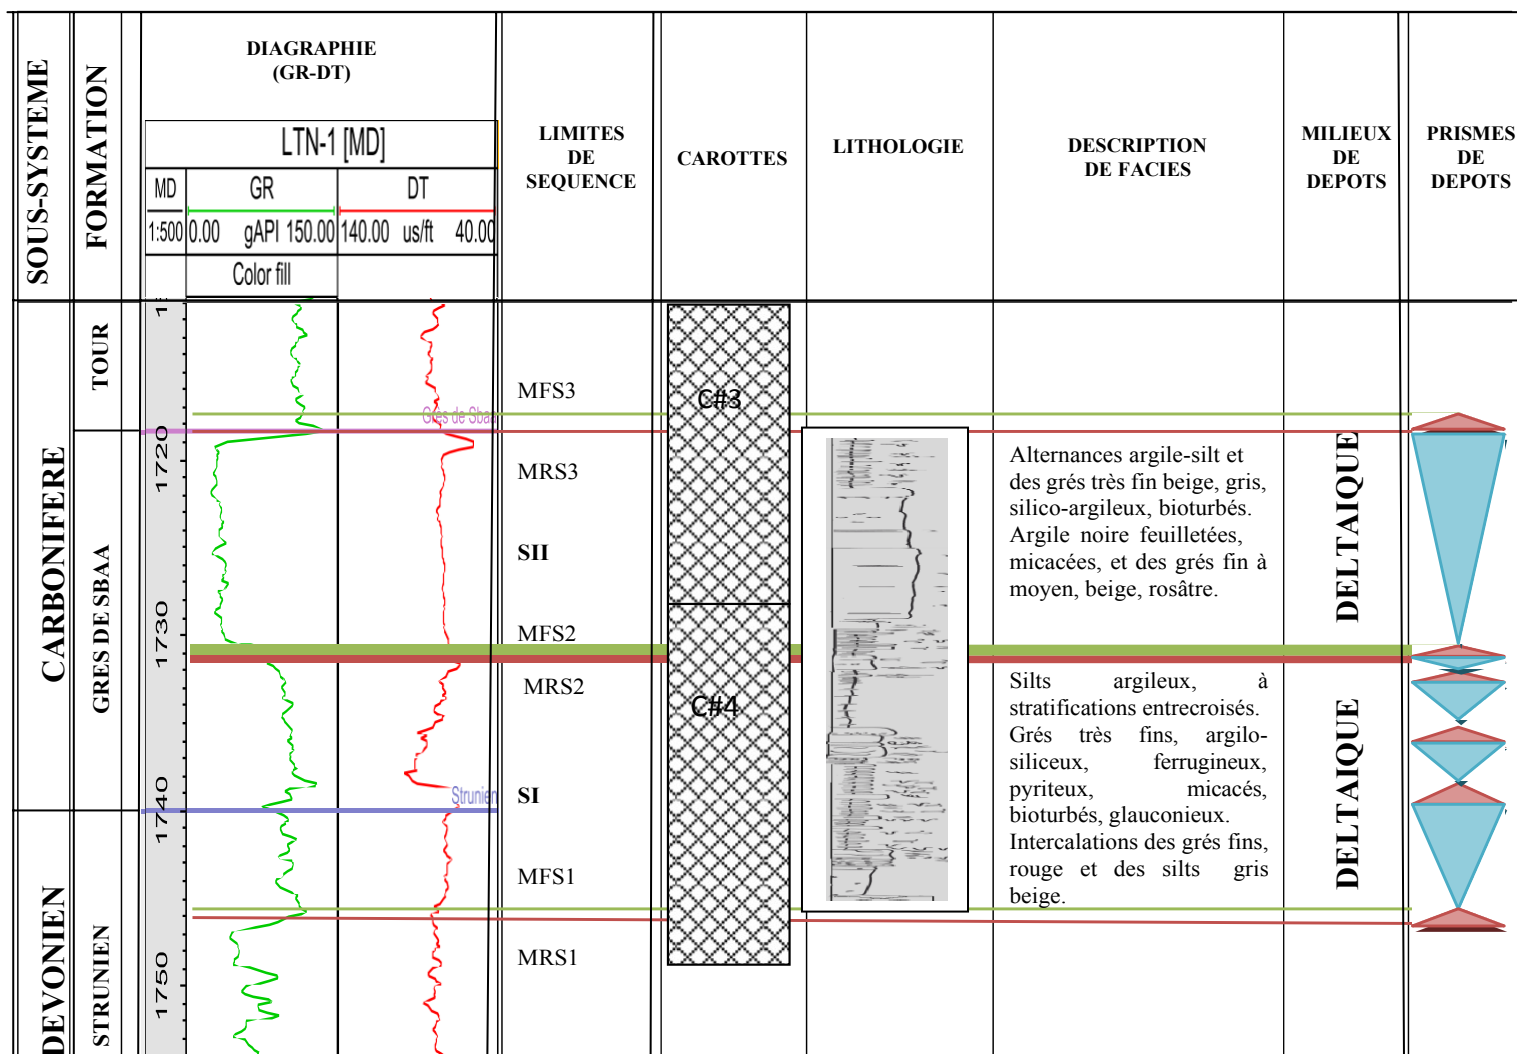 SOUS-SYSTEME
FORMATION
DIAGRAPHIE
(GR-DT)
LTN-1 [MD]
MD
GR
DT
1:500
0.00 gAPI 150.00
140.00 us/ft 40.00
Color fill
LIMITES
DE
SEQUENCE
CAROTTES
LITHOLOGIE
DESCRIPTION
DE FACIES
MILIEUX
DE
DEPOTS
PRISMES
DE
DEPOTS
CARBONIFERE
DEVONIEN
TOUR
GRES DE SBAA
STRUNIEN
1
1720
1730
1740
1750
Grès de Sbaa
Strunien
MFS3
MRS3
SII
MFS2
MRS2
SI
MFS1
MRS1
C#3
C#4
Alternances argile-silt et
des grés très fin beige, gris,
silico-argileux, bioturbés.
Argile noire feuilletées,
micacées, et des grés fin à
moyen, beige, rosâtre.
Silts argileux, à
stratifications entrecroisés.
Grés très fins, argilo-
siliceux, ferrugineux,
pyriteux, micacés,
bioturbés, glauconieux.
Intercalations des grés fins,
rouge et des silts gris
beige.
DELTAIQUE
DELTAIQUE